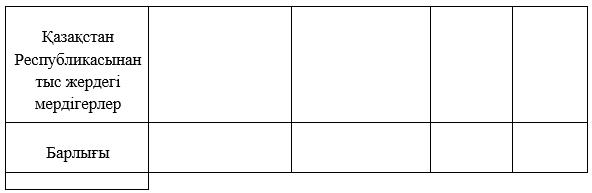 Қазақстан
Республикасынан
тыс жердегі
мердігерлер
Барлығы